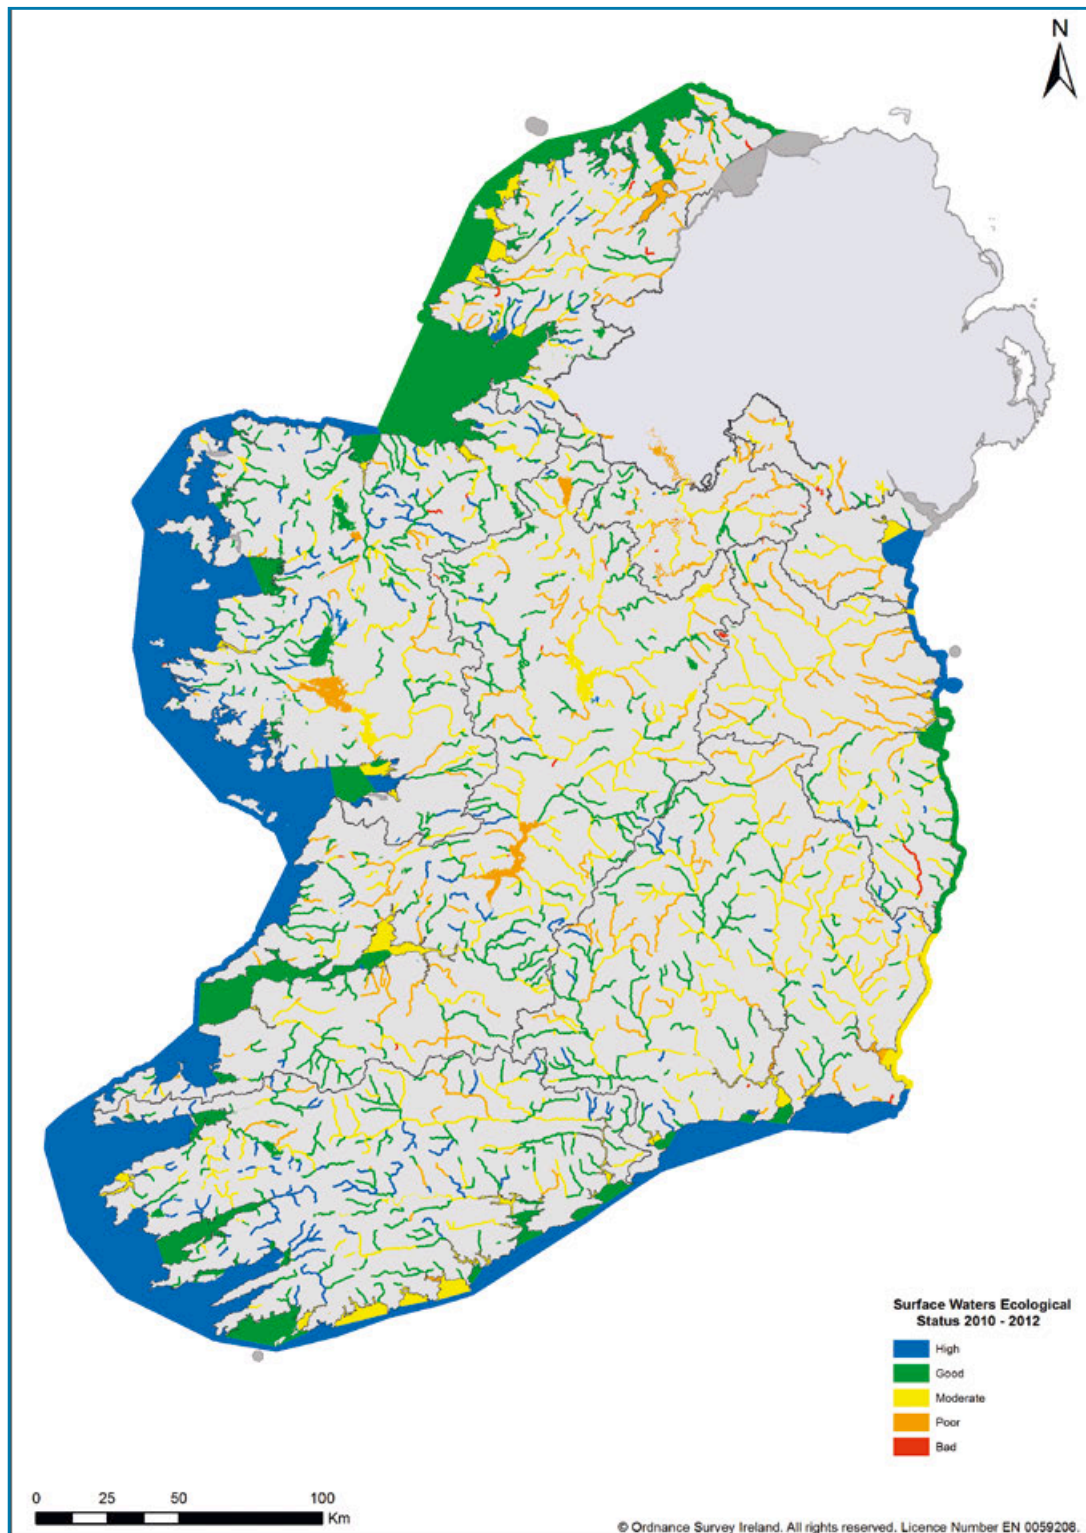 N
Surface Waters Ecological
Status 2010 - 2012
High
Good
Moderate
Poor
Bad
0 25 50 100
Km
© Ordnance Survey Ireland. All rights reserved. Licence Number EN 0059208.